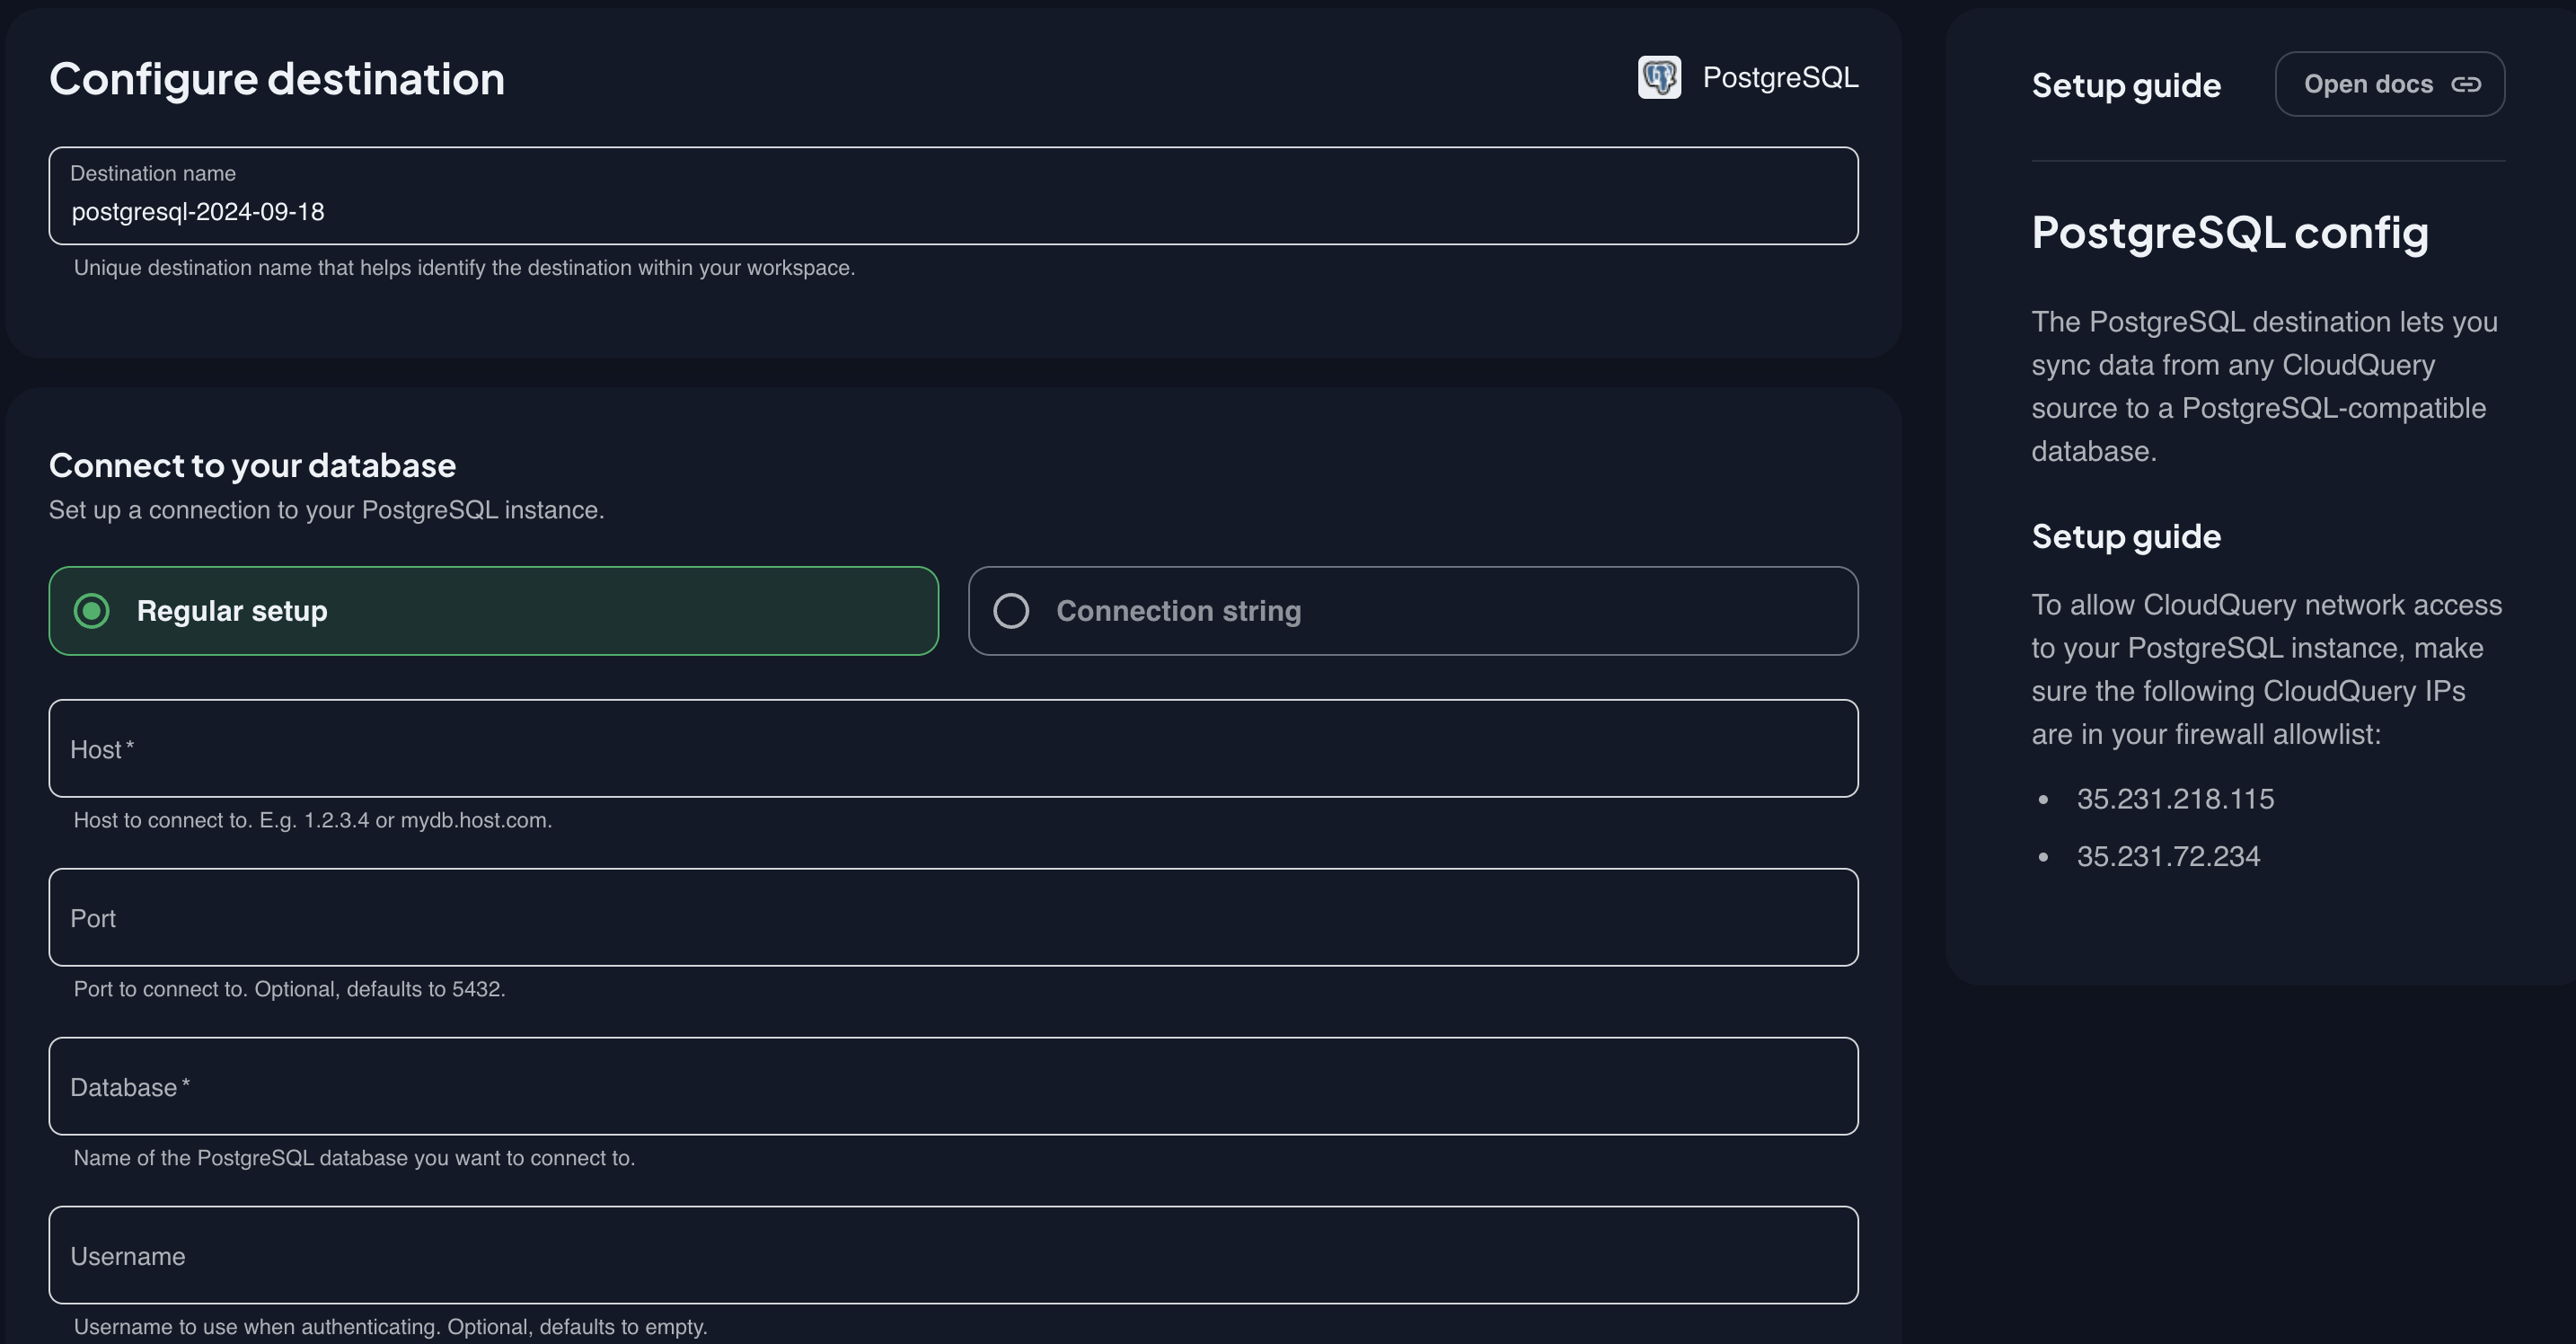 Configure destination
PostgreSQL
Destination name
postgresql-2024-09-18
Unique destination name that helps identify the destination within your workspace.
Connect to your database
Set up a connection to your PostgreSQL instance.
Regular setup
Connection string
Host *
Host to connect to. E.g. 1.2.3.4 or mydb.host.com.
Port
Port to connect to. Optional, defaults to 5432.
Database *
Name of the PostgreSQL database you want to connect to.
Username
Username to use when authenticating. Optional, defaults to empty.
Setup guide
Open docs
PostgreSQL config
The PostgreSQL destination lets you
sync data from any CloudQuery
source to a PostgreSQL-compatible
database.
Setup guide
To allow CloudQuery network access
to your PostgreSQL instance, make
sure the following CloudQuery IPs
are in your firewall allowlist:
• 35.231.218.115
• 35.231.72.234